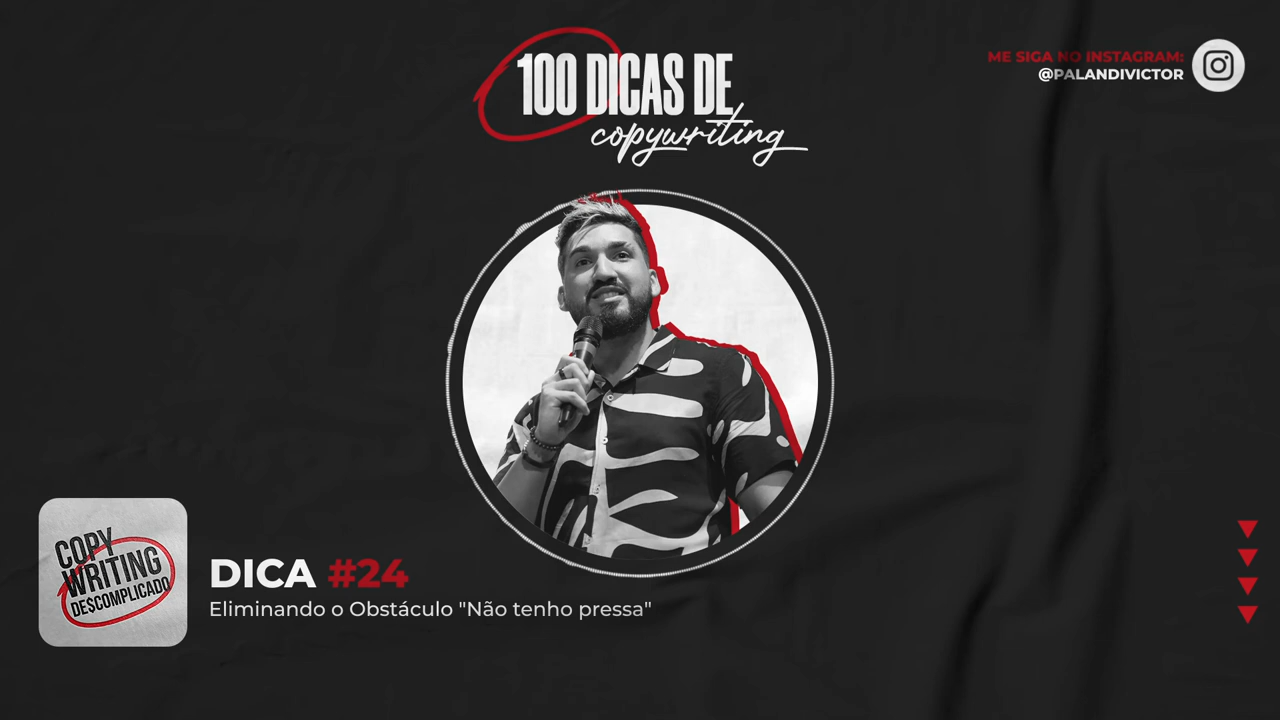 100 DICAS DE
copywriting
ME SIGA NO INSTAGRAM:
@PALANDIVICTOR
COPY
WRITING
DESCOMPLICADO
DICA #24
Eliminando o Obstáculo "Não tenho pressa"